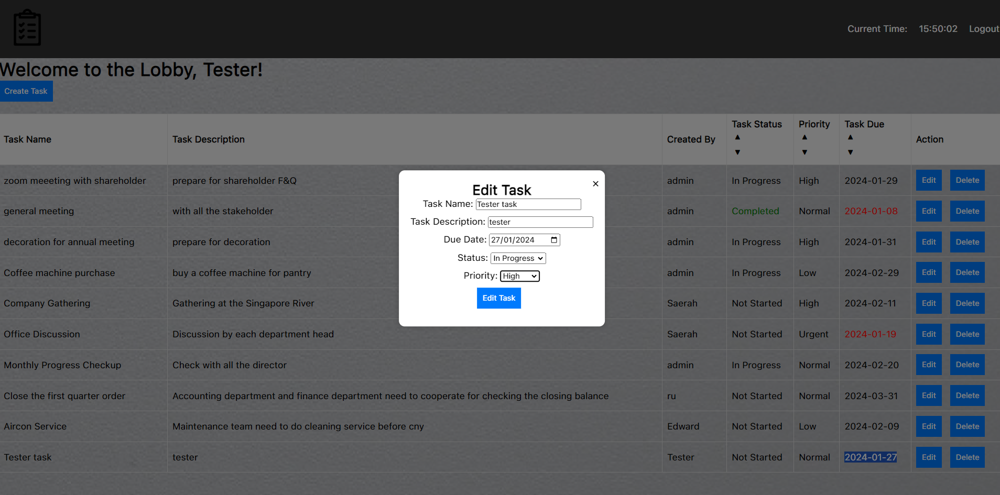 Current Time: 15:50:02 Logout
Welcome to the Lobby, Tester!
Create Task
Task Name Task Description Created By Task Status ▲ ▼ Priority ▲ ▼ Task Due ▲ ▼ Action
zoom meeeting with shareholder prepare for shareholder F&Q admin In Progress High 2024-01-29 Edit Delete
general meeting with all the stakeholder admin Completed Normal 2024-01-08 Edit Delete
decoration for annual meeting prepare for decoration admin In Progress High 2024-01-31 Edit Delete
Coffee machine purchase buy a coffee machine for pantry admin In Progress Low 2024-02-29 Edit Delete
Company Gathering Gathering at the Singapore River Saerah Not Started High 2024-02-11 Edit Delete
Office Discussion Discussion by each department head Saerah Not Started Urgent 2024-01-19 Edit Delete
Monthly Progress Checkup Check with all the director admin In Progress Normal 2024-02-20 Edit Delete
Close the first quarter order Accounting department and finance department need to cooperate for checking the closing balance ru Not Started Normal 2024-03-31 Edit Delete
Aircon Service Maintenance team need to do cleaning service before cny Edward Not Started Low 2024-02-09 Edit Delete
Tester task tester Tester Not Started Normal 2024-01-27 Edit Delete
×
Edit Task
Task Name: Tester task
Task Description: tester
Due Date: 27/01/2024
Status: In Progress
Priority: High
Edit Task